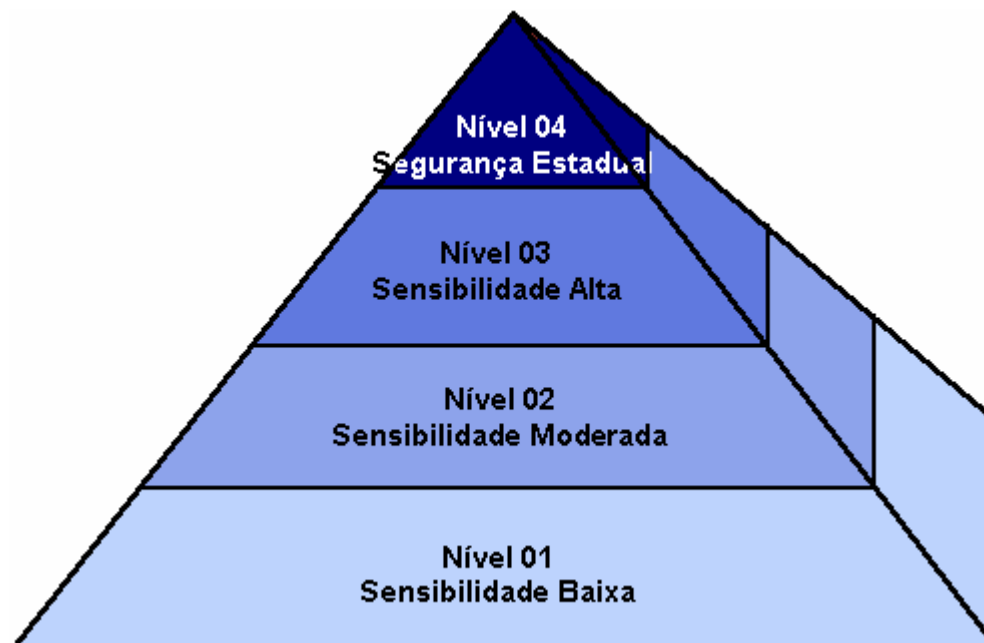 Nível 04
Segurança Estadual
Nível 03
Sensibilidade Alta
Nível 02
Sensibilidade Moderada
Nível 01
Sensibilidade Baixa